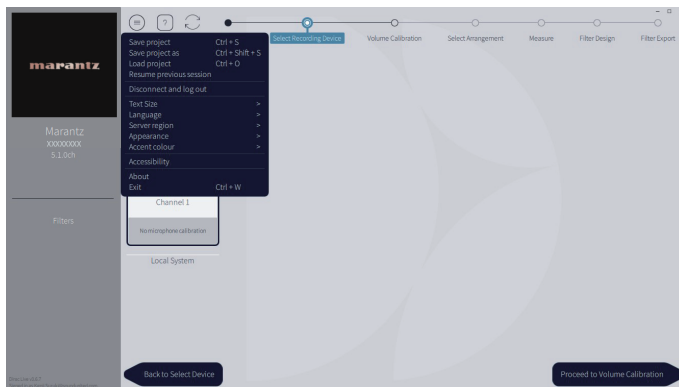 ?
Select Recording Device
Volume Calibration
Select Arrangement
Measure
Filter Design
Filter Export
Save project Ctrl + S
Save project as Ctrl + Shift + S
Load project Ctrl + O
Resume previous session
Disconnect and log out
Text Size >
Language >
Server region >
Appearance >
Accent colour >
Accessibility
About
Exit Ctrl + W
marantz
Marantz
XXXXXXXX
5.1.0ch
Filters
Channel 1
No microphone calibration
Local System
Back to Select Device
Proceed to Volume Calibration